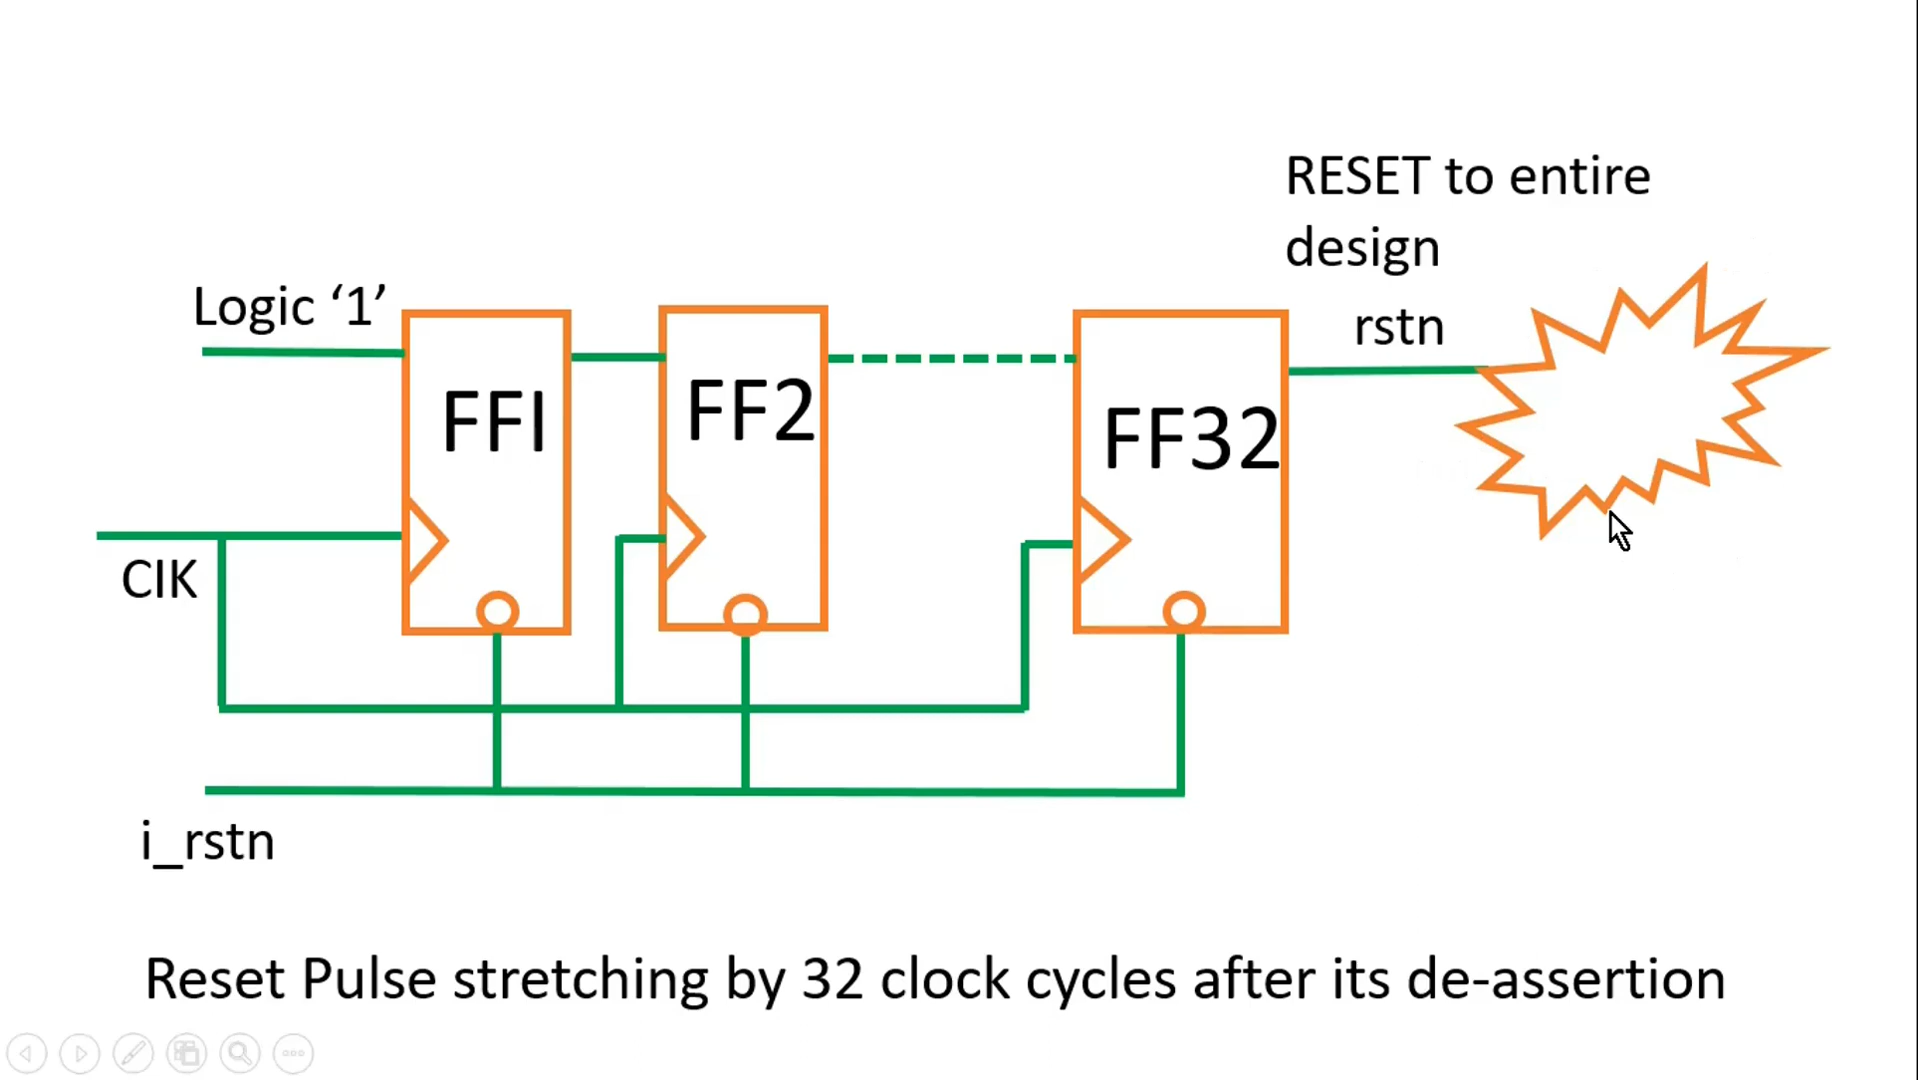 RESET to entire
design
rstn
Logic ‘1’
FFI
FF2
FF32
ClK
i_rstn
Reset Pulse stretching by 32 clock cycles after its de-assertion